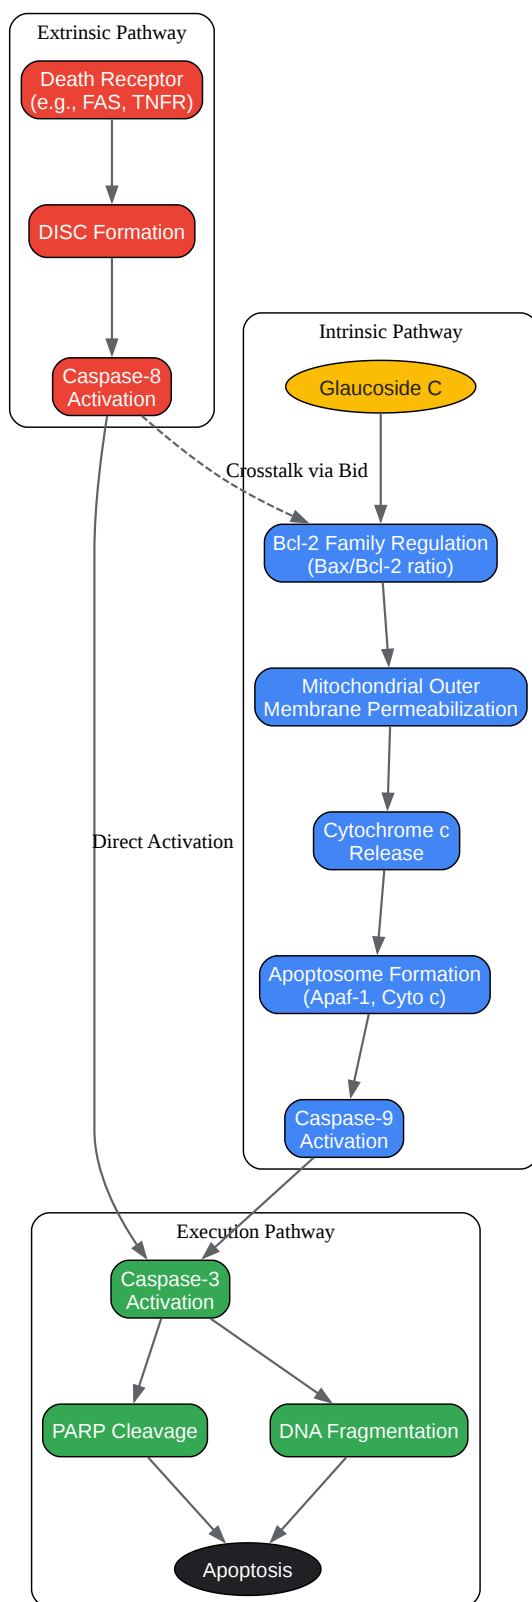 Extrinsic Pathway
Death Receptor
(e.g., FAS, TNFR)
DISC Formation
Caspase-8
Activation
Intrinsic Pathway
Glaucoside C
Crosstalk via Bid
Bcl-2 Family Regulation
(Bax/Bcl-2 ratio)
Mitochondrial Outer
Membrane Permeabilization
Cytochrome c
Release
Direct Activation
Apoptosome Formation
(Apaf-1, Cyto c)
Caspase-9
Activation
Execution Pathway
Caspase-3
Activation
PARP Cleavage
DNA Fragmentation
Apoptosis